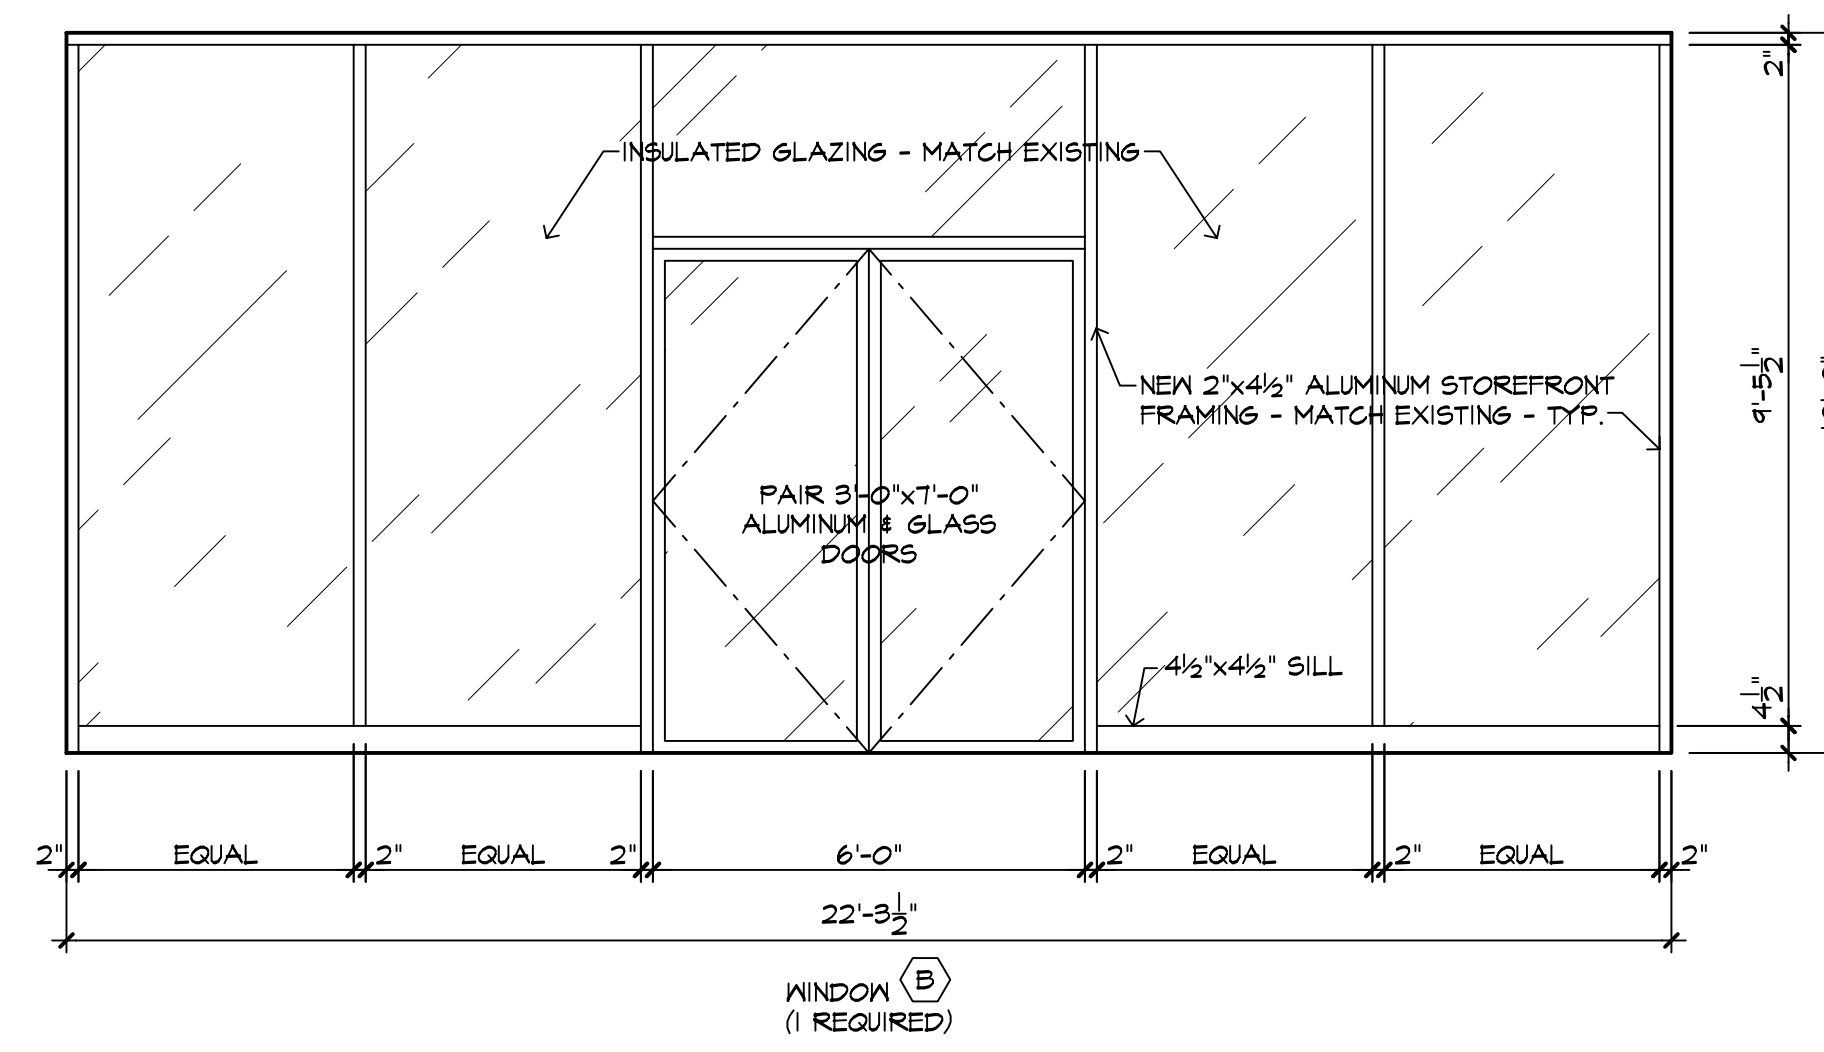 2"
INSULATED GLAZING - MATCH EXISTING
9'-5½"
NEW 2"x4½" ALUMINUM STOREFRONT
FRAMING - MATCH EXISTING - TYP.
PAIR 3'-0"x7'-0"
ALUMINUM & GLASS
DOORS
4½"x4½" SILL
4½"
2" EQUAL 2" EQUAL 2" 6'-0" 2" EQUAL 2" EQUAL 2"
22'-3½"
WINDOW B
(1 REQUIRED)